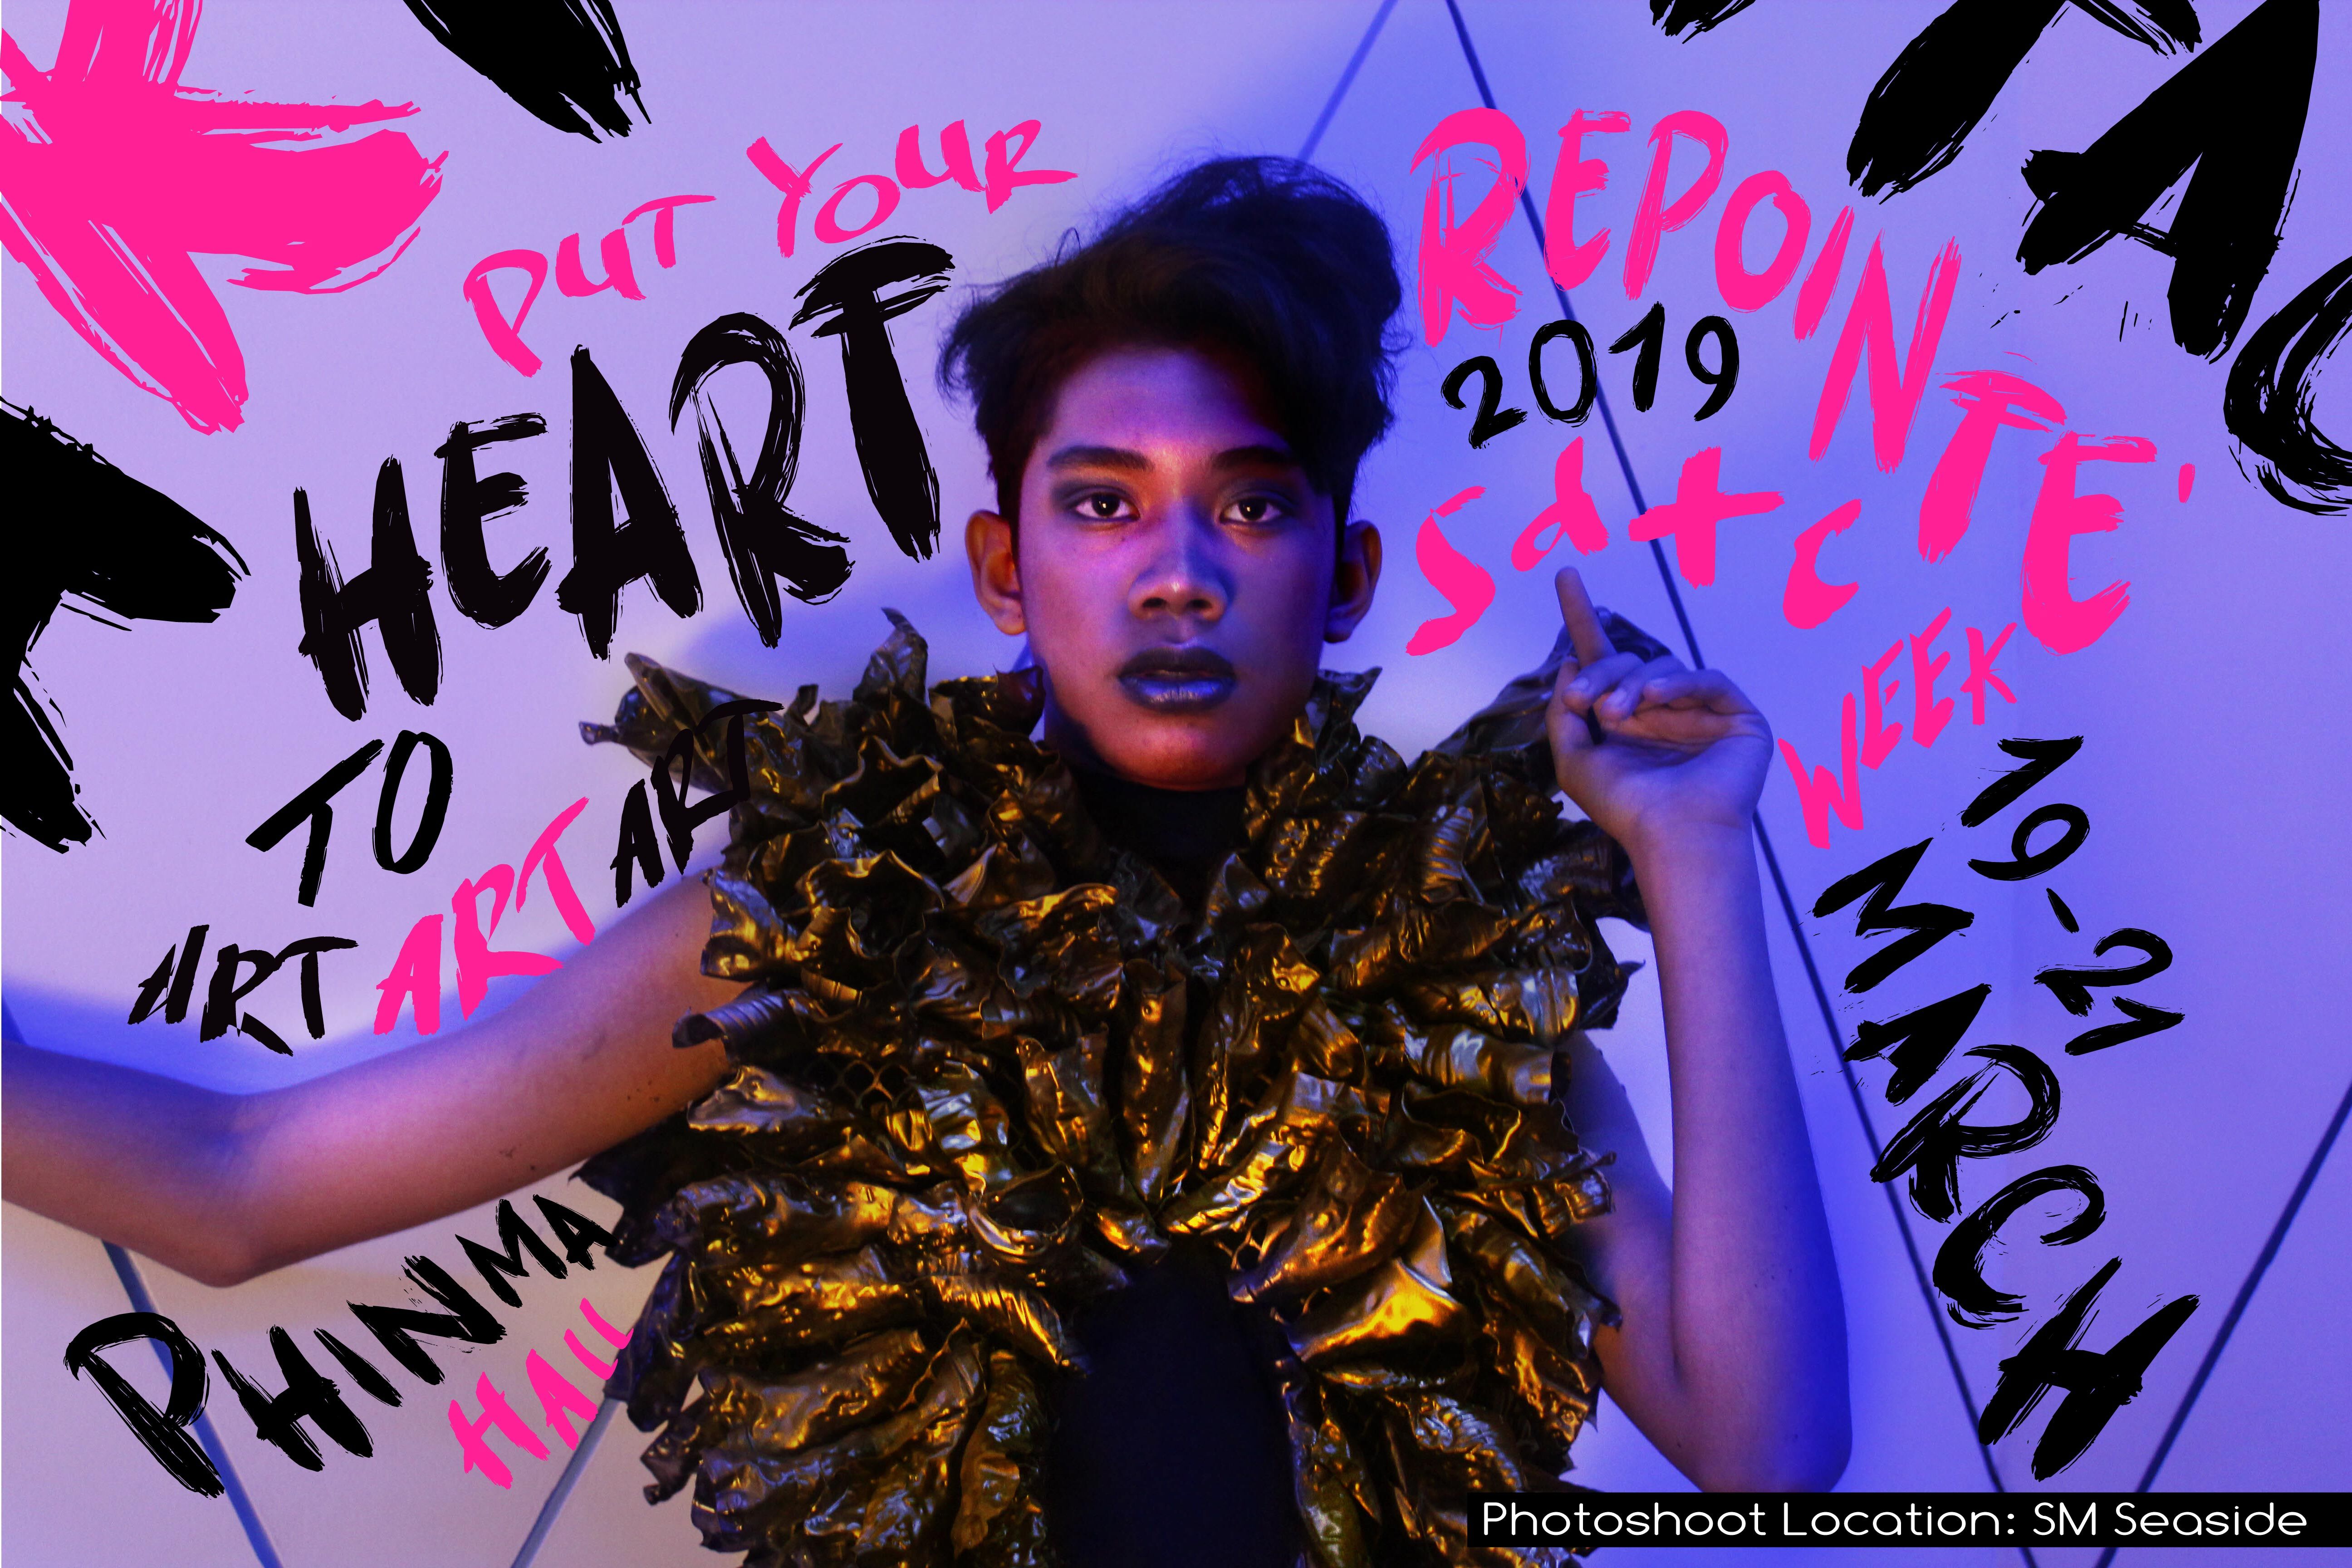 PUT YOUR
HEART
TO
ART ART ART
PHINMA
HALL
REPOINTE'
2019
Sd+c
WEEK
19-21
MARCH
Photoshoot Location: SM Seaside